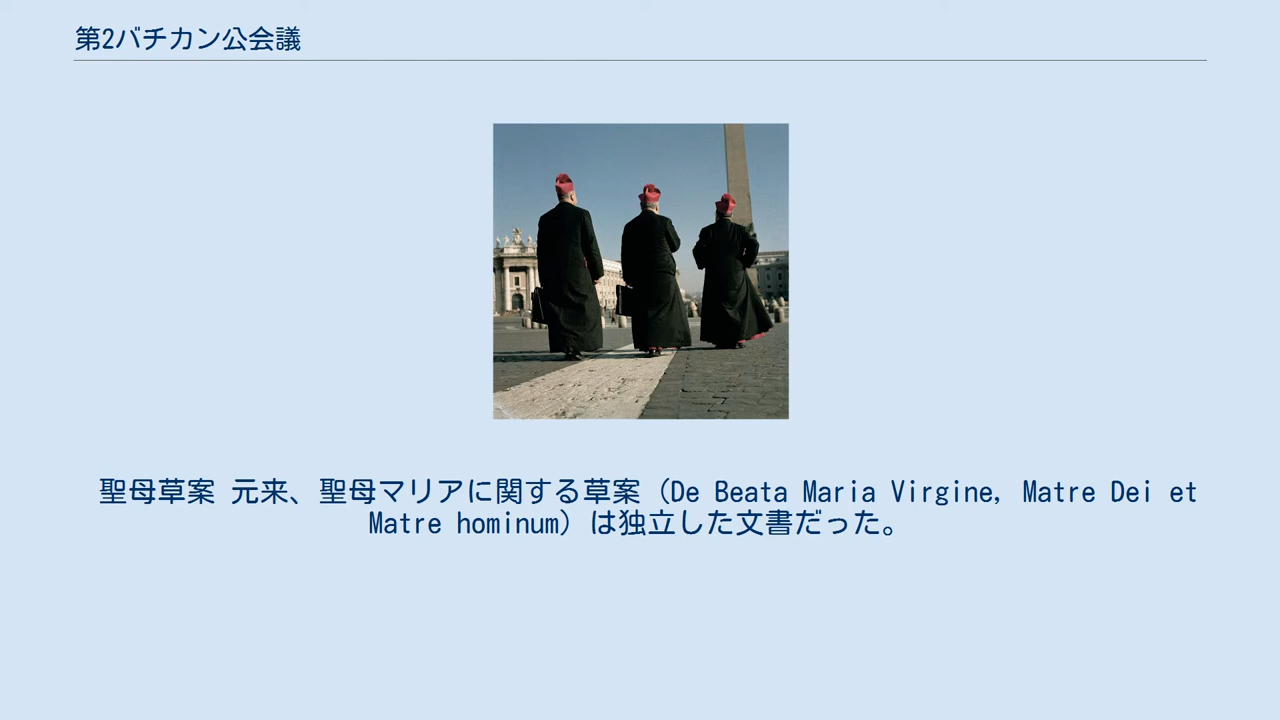 第2バチカン公会議
聖母草案 元来、聖母マリアに関する草案（De Beata Maria Virgine, Matre Dei et
Matre hominum）は独立した文書だった。